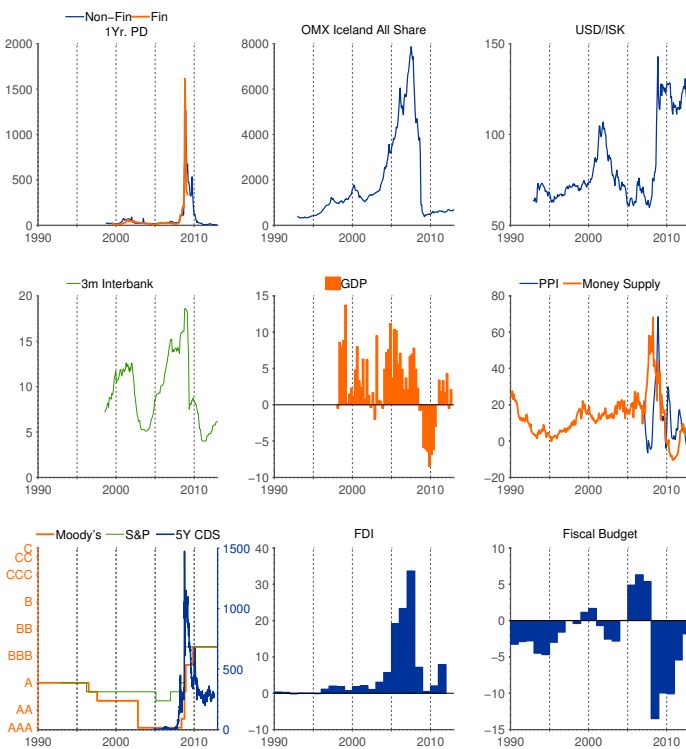 Non−Fin Fin
1Yr. PD
2000
1500
1000
500
0
1990 2000 2010
OMX Iceland All Share
8000
6000
4000
2000
0
1990 2000 2010
USD/ISK
150
100
50
1990 2000 2010
3m Interbank
20
15
10
5
0
1990 2000 2010
GDP
15
10
5
0
−5
−10
1990 2000 2010
PPI Money Supply
80
60
40
20
0
−20
1990 2000 2010
Moody's S&P 5Y CDS
C
CC
CCC
B
BB
BBB
A
AA
AAA
1500
1000
500
0
1990 2000 2010
FDI
40
30
20
10
0
−10
1990 2000 2010
Fiscal Budget
10
5
0
−5
−10
−15
1990 2000 2010